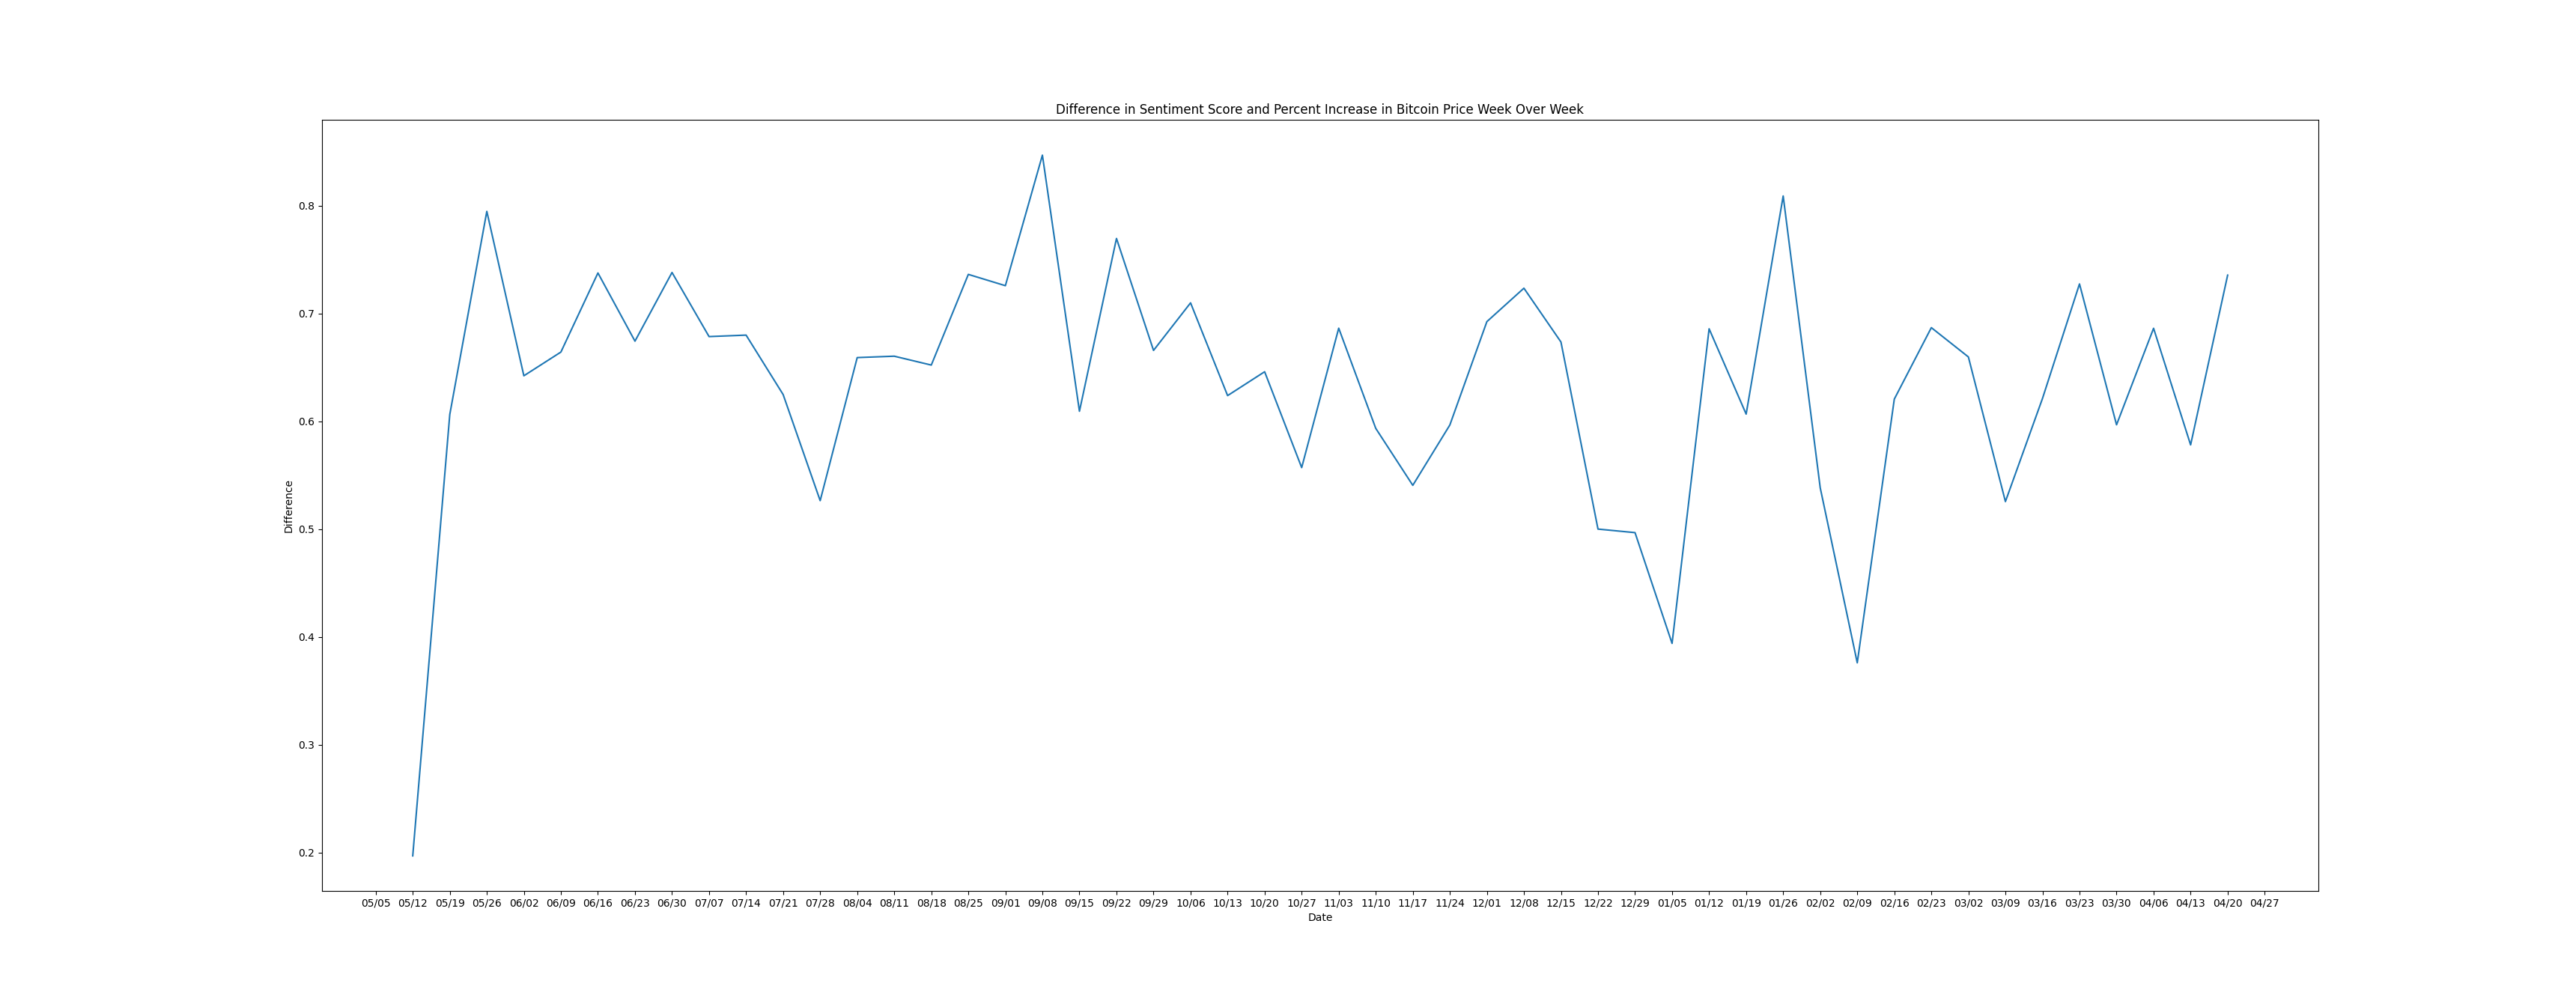 Difference in Sentiment Score and Percent Increase in Bitcoin Price Week Over Week
0.8
0.7
0.6
0.5
0.4
0.3
0.2
Difference
05/05 05/12 05/19 05/26 06/02 06/09 06/16 06/23 06/30 07/07 07/14 07/21 07/28 08/04 08/11 08/18 08/25 09/01 09/08 09/15 09/22 09/29 10/06 10/13 10/20 10/27 11/03 11/10 11/17 11/24 12/01 12/08 12/15 12/22 12/29 01/05 01/12 01/19 01/26 02/02 02/09 02/16 02/23 03/02 03/09 03/16 03/23 03/30 04/06 04/13 04/20 04/27
Date